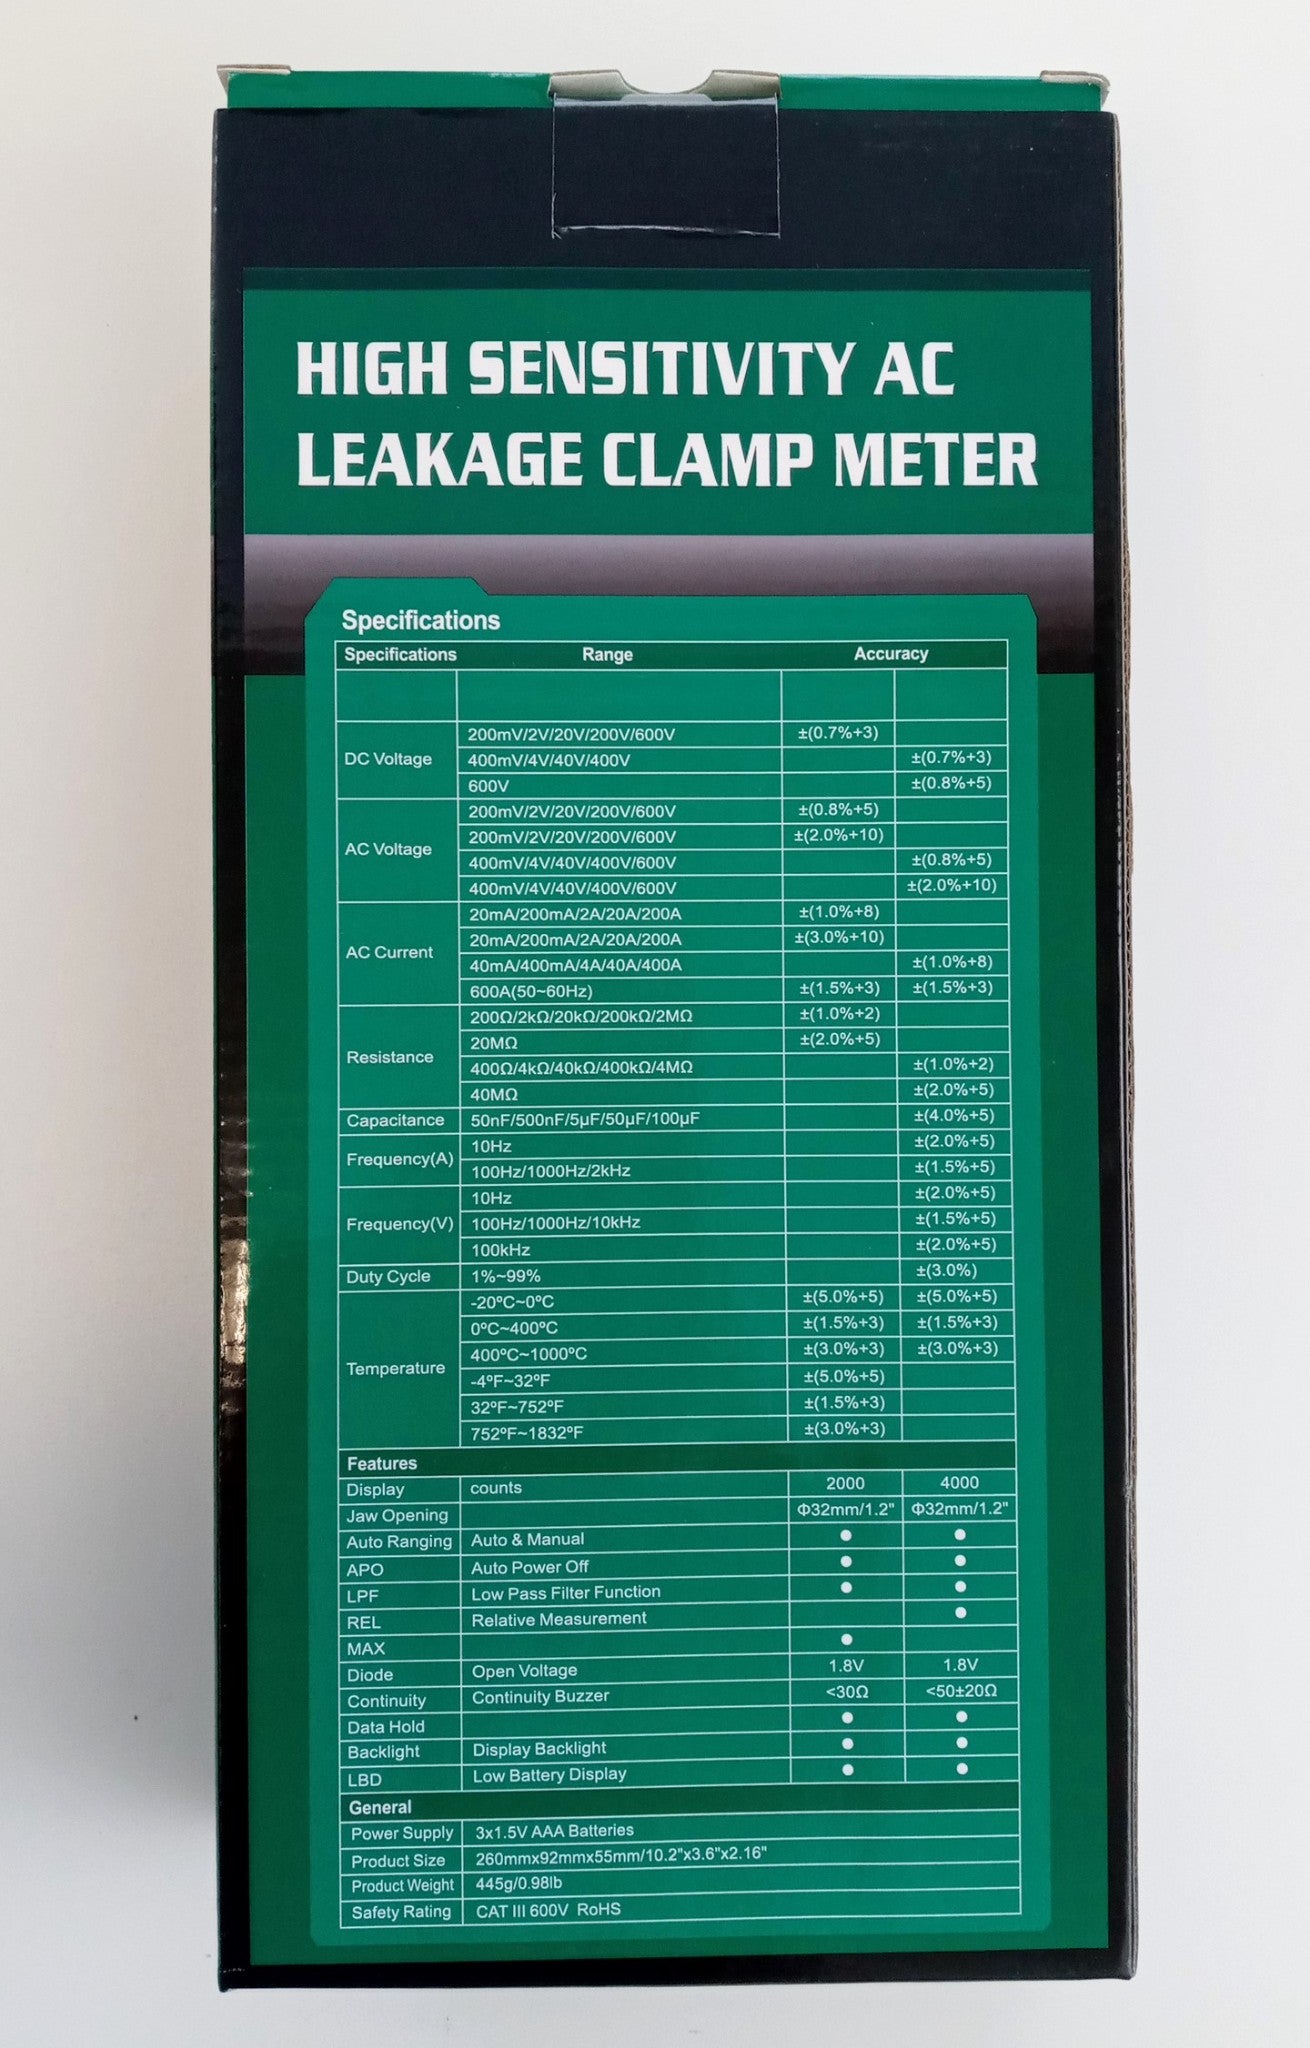 HIGH SENSITIVITY AC
LEAKAGE CLAMP METER
Specifications
Specifications Range Accuracy
DC Voltage
200mV/2V/20V/200V/600V ±(0.7%+3)
400mV/4V/40V/400V ±(0.7%+3)
600V ±(0.8%+5)
AC Voltage
200mV/2V/20V/200V/600V ±(0.8%+5)
200mV/2V/20V/200V/600V ±(2.0%+10)
400mV/4V/40V/400V/600V ±(0.8%+5)
400mV/4V/40V/400V/600V ±(2.0%+10)
AC Current
20mA/200mA/2A/20A/200A ±(1.0%+8)
20mA/200mA/2A/20A/200A ±(3.0%+10)
40mA/400mA/4A/40A/400A ±(1.0%+8)
600A(50~60Hz) ±(1.5%+3) ±(1.5%+3)
Resistance
200Ω/2kΩ/20kΩ/200kΩ/2MΩ ±(1.0%+2)
20MΩ ±(2.0%+5)
400Ω/4kΩ/40kΩ/400kΩ/4MΩ ±(1.0%+2)
40MΩ ±(2.0%+5)
Capacitance 50nF/500nF/5µF/50µF/100µF ±(4.0%+5)
Frequency(A)
10Hz ±(2.0%+5)
100Hz/1000Hz/2kHz ±(1.5%+5)
Frequency(V)
10Hz ±(2.0%+5)
100Hz/1000Hz/10kHz ±(1.5%+5)
100kHz ±(2.0%+5)
Duty Cycle 1%~99% ±(3.0%)
Temperature
-20ºC~0ºC ±(5.0%+5) ±(5.0%+5)
0ºC~400ºC ±(1.5%+3) ±(1.5%+3)
400ºC~1000ºC ±(3.0%+3) ±(3.0%+3)
-4ºF~32ºF ±(5.0%+5)
32ºF~752ºF ±(1.5%+3)
752ºF~1832ºF ±(3.0%+3)
Features
Display counts 2000 4000
Jaw Opening Φ32mm/1.2" Φ32mm/1.2"
Auto Ranging Auto & Manual ● ●
APO Auto Power Off ● ●
LPF Low Pass Filter Function ● ●
REL Relative Measurement ●
MAX ●
Diode Open Voltage 1.8V 1.8V
Continuity Continuity Buzzer <30Ω <50±20Ω
Data Hold ● ●
Backlight Display Backlight ● ●
LBD Low Battery Display ● ●
General
Power Supply 3x1.5V AAA Batteries
Product Size 260mmx92mmx55mm/10.2"x3.6"x2.16"
Product Weight 445g/0.98lb
Safety Rating CAT III 600V RoHS